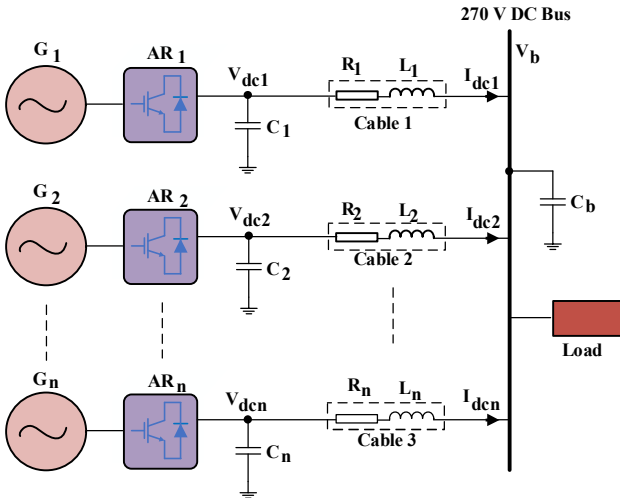 270 V DC Bus
G1
AR1
Vdc1
R1
L1
Idc1
Vb
C1
Cable 1
G2
AR2
Vdc2
R2
L2
Idc2
Cb
C2
Cable 2
Load
Gn
ARn
Vdcn
Rn
Ln
Idcn
Cn
Cable 3